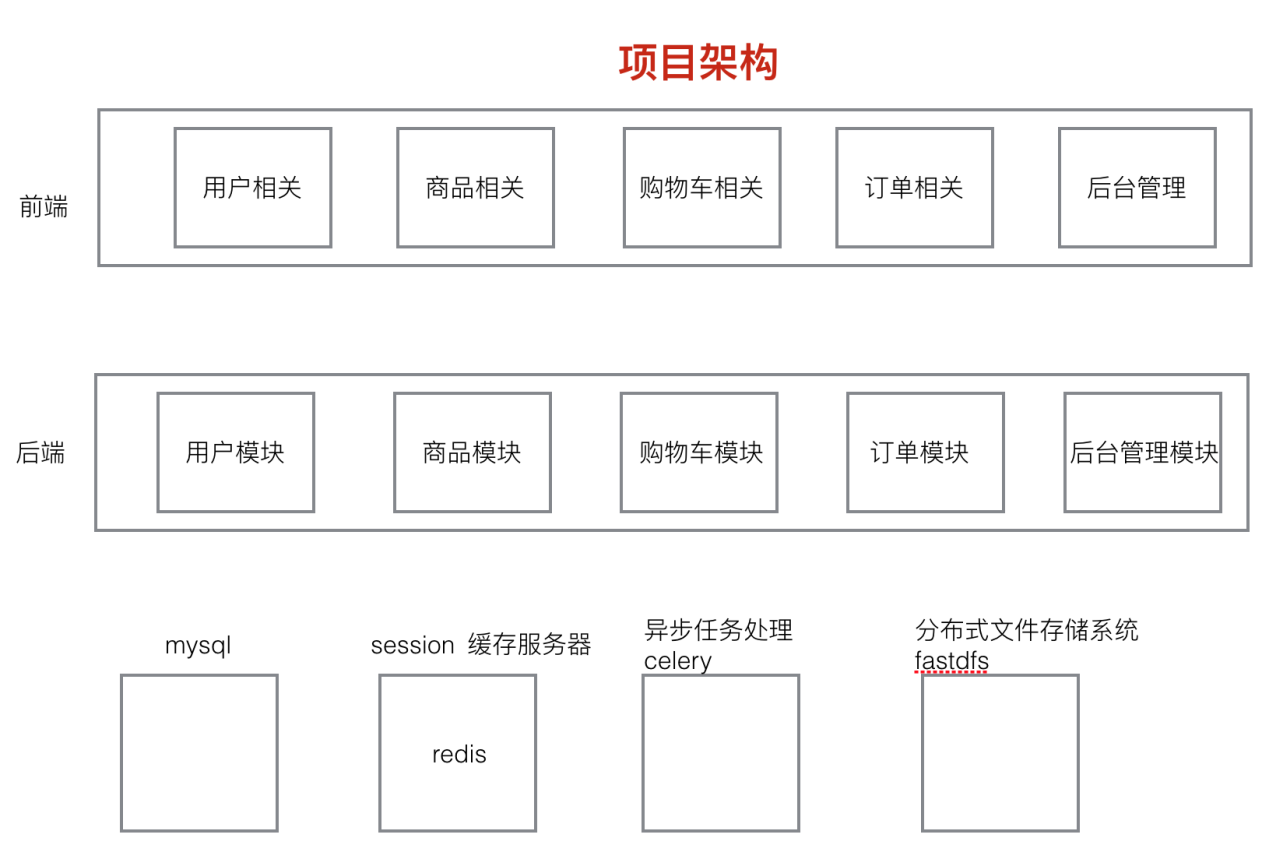 项目架构
前端
用户相关
商品相关
购物车相关
订单相关
后台管理
后端
用户模块
商品模块
购物车模块
订单模块
后台管理模块
mysql
session 缓存服务器
redis
异步任务处理
celery
分布式文件存储系统
fastdfs